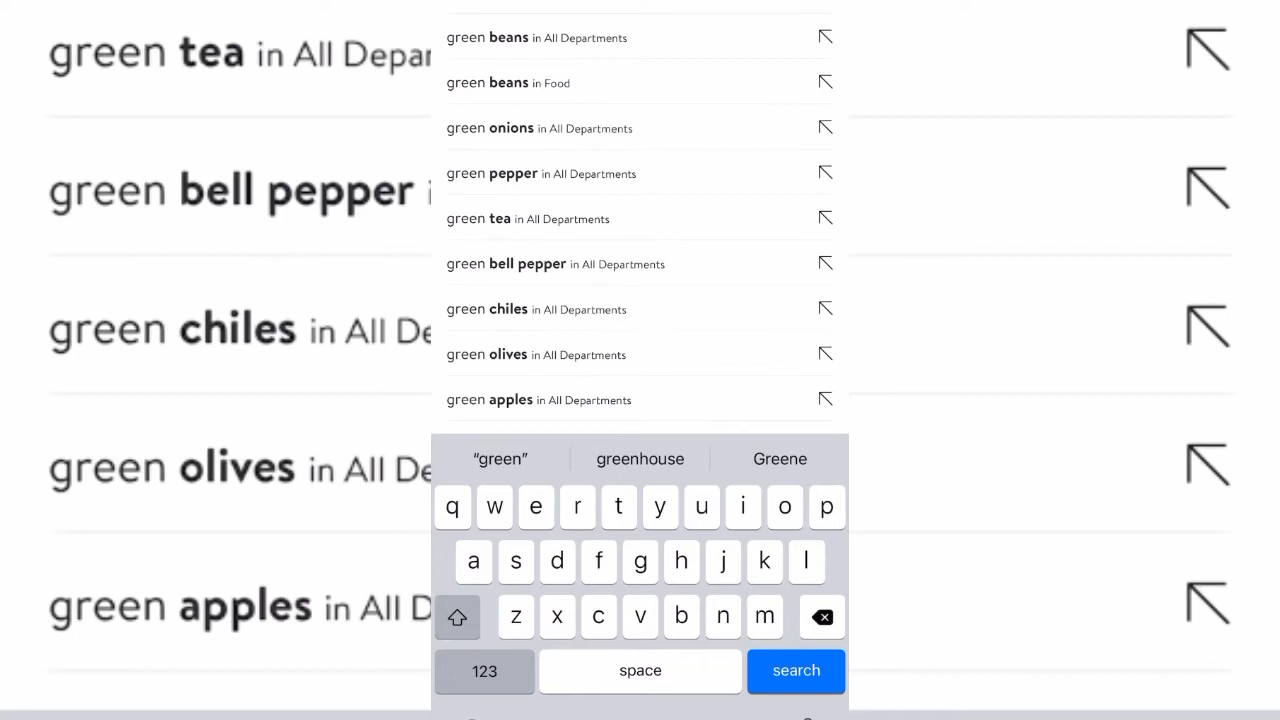 green beans in All Departments
green beans in Food
green onions in All Departments
green pepper in All Departments
green tea in All Departments
green bell pepper in All Departments
green chiles in All Departments
green olives in All Departments
green apples in All Departments
“green” greenhouse Greene
q w e r t y u i o p
a s d f g h j k l
z x c v b n m
123 space search
green tea in All Depar
green bell pepper
green chiles in All De
green olives in All De
green apples in All D